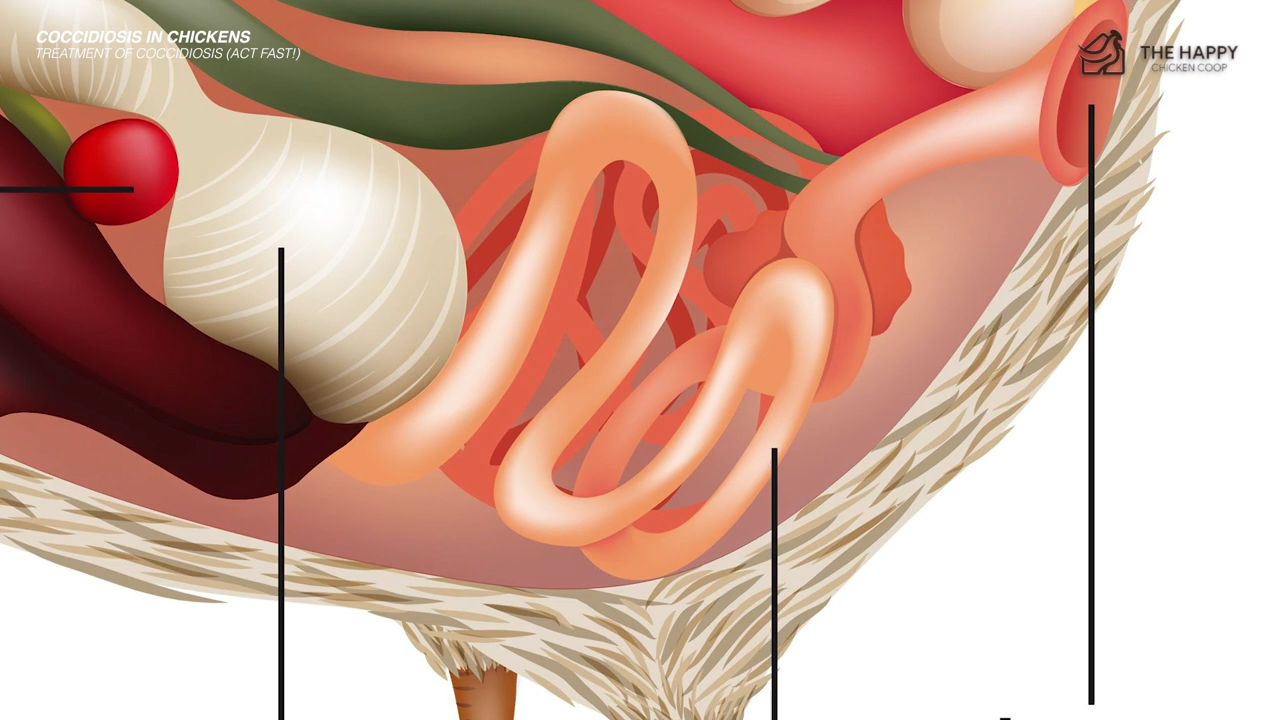 COCCIDIOSIS IN CHICKENS
TREATMENT OF COCCIDIOSIS (ACT FAST!)
THE HAPPY
CHICKEN COOP